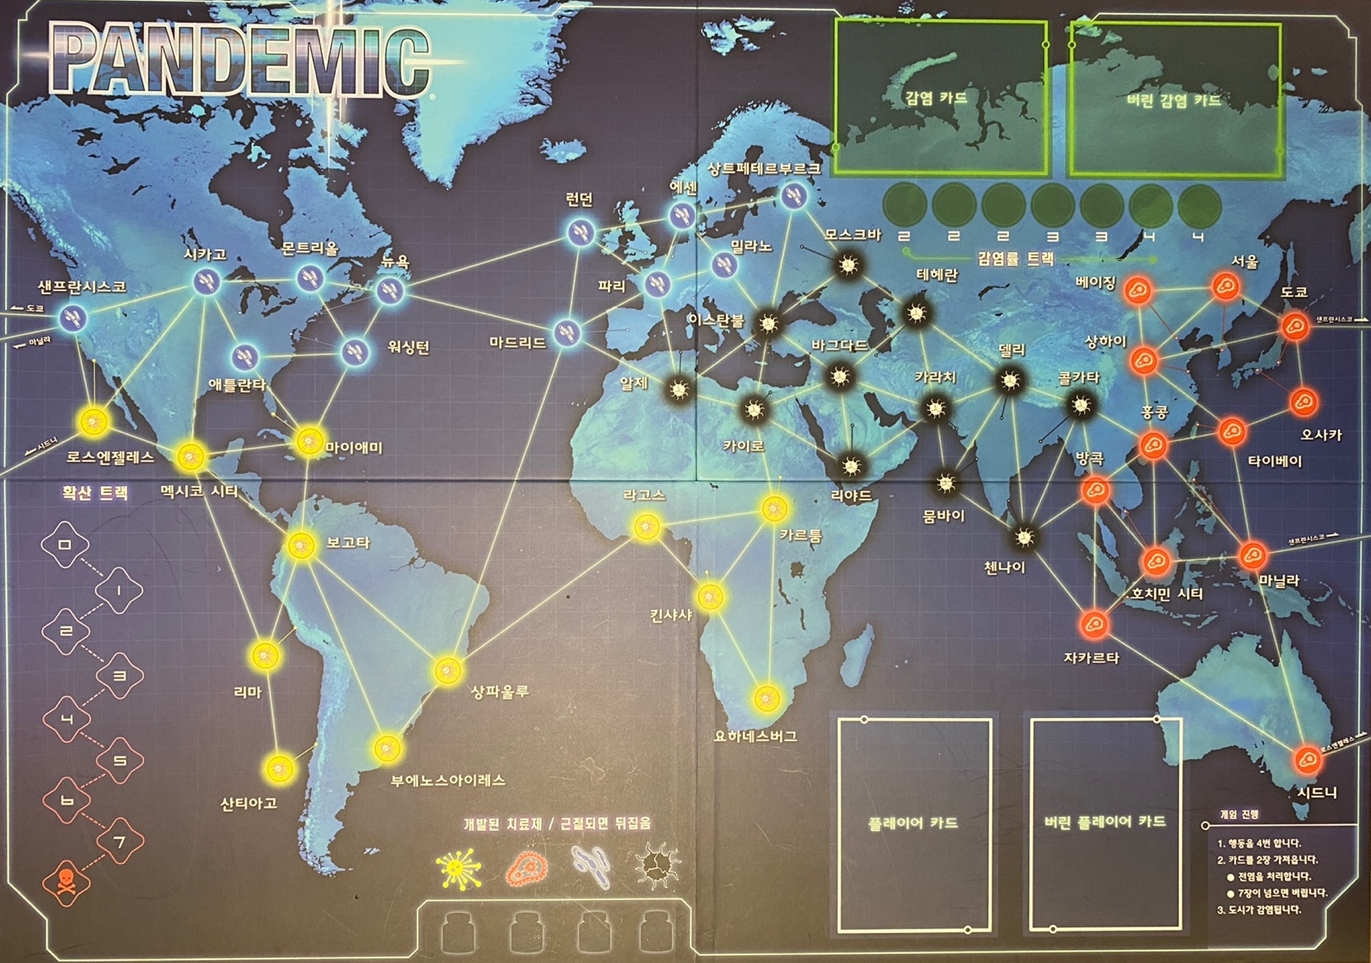 PANDEMIC
감염 카드
버린 감염 카드
2 2 2 3 3 4 4
감염률 트랙
상트페테르부르크
에센
런던
밀라노
모스크바
파리
테헤란
이스탄불
마드리드
바그다드
알제
카이로
리야드
카라치
델리
콜카타
뭄바이
첸나이
시카고
몬트리올
뉴욕
샌프란시스코
도쿄
마닐라
워싱턴
애틀란타
베이징
서울
도쿄
샌프란시스코
상하이
홍콩
오사카
타이베이
방콕
시드니
로스엔젤레스
멕시코 시티
마이애미
확산 트랙
0
1
2
3
4
5
6
7
보고타
라고스
카르툼
킨샤샤
요하네스버그
리마
상파울루
산티아고
부에노스아이레스
샌프란시스코
마닐라
호치민 시티
자카르타
로스엔젤레스
시드니
개발된 치료제 / 근절되면 뒤집음
플레이어 카드
버린 플레이어 카드
게임 진행
1. 행동을 4번 합니다.
2. 카드를 2장 가져옵니다.
● 전염을 처리합니다.
● 7장이 넘으면 버립니다.
3. 도시가 감염됩니다.